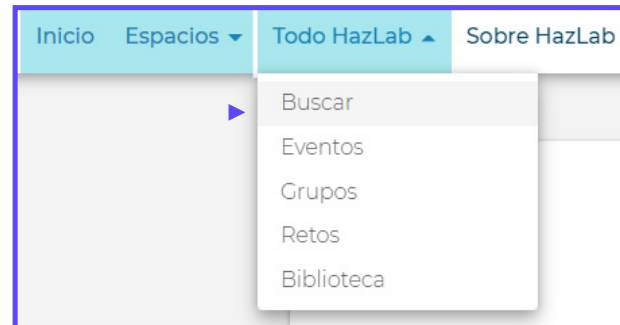 Inicio Espacios Todo HazLab Sobre HazLab
Buscar
Eventos
Grupos
Retos
Biblioteca